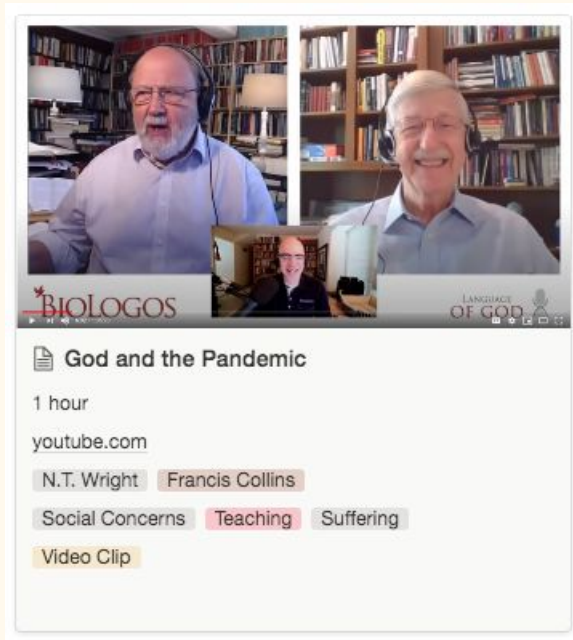 BIOLOGOS
LANGUAGE
OF GOD
God and the Pandemic
1 hour
youtube.com
N.T. Wright Francis Collins
Social Concerns Teaching Suffering
Video Clip